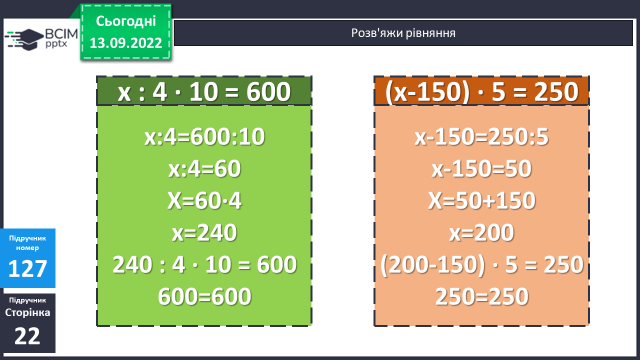 BCIM
pptx
Сьогодні
13.09.2022
Розв'яжи рівняння
х : 4 · 10 = 600
х:4=600:10
х:4=60
Х=60·4
х=240
240 : 4 · 10 = 600
600=600
(х-150) · 5 = 250
х-150=250:5
х-150=50
Х=50+150
х=200
(200-150) · 5 = 250
250=250
Підручник
номер
127
Підручник
Сторінка
22